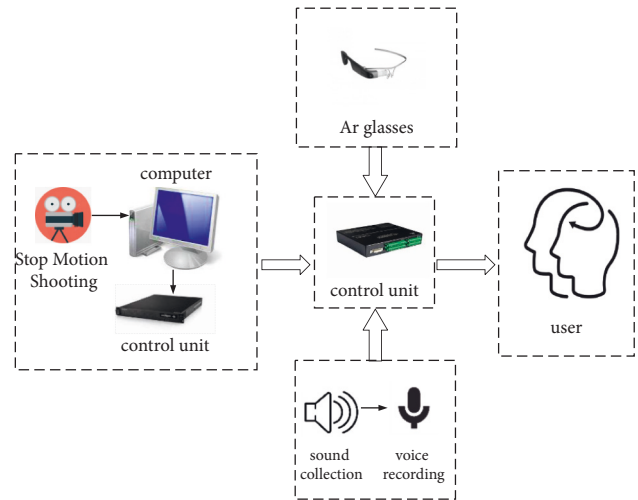 Ar glasses
computer
Stop Motion
Shooting
control unit
control unit
user
sound
collection
voice
recording